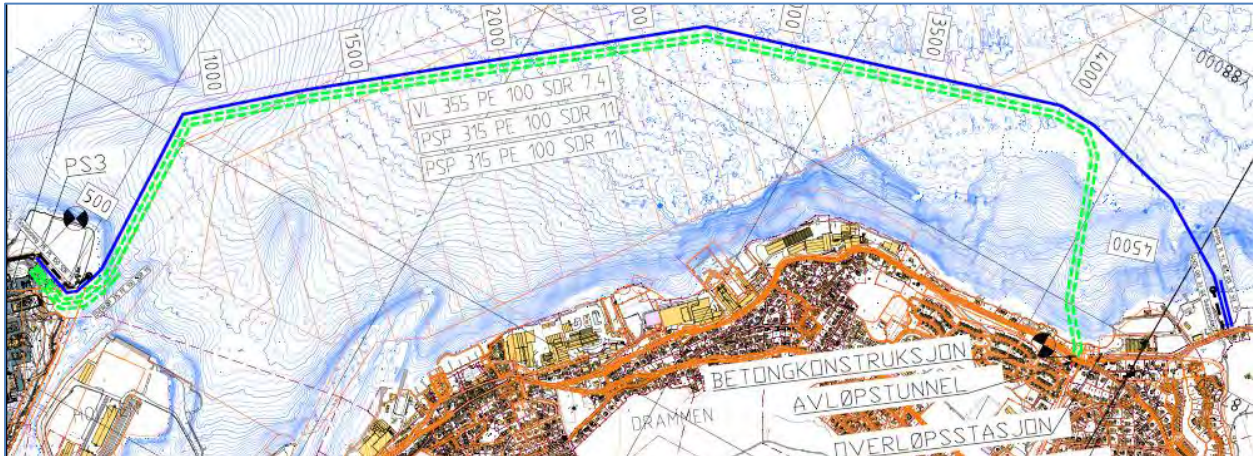 2000
1500
1000
3500
4000
Y88000
VL 355 PE 100 SDR 7.4
PSP 315 PE 100 SDR 11
PSP 315 PE 100 SDR 11
PS3
500
4500
BETONGKONSTRUKSJON
AVLØPSTUNNEL
DRAMMEN
OVERLØPSSTASJON